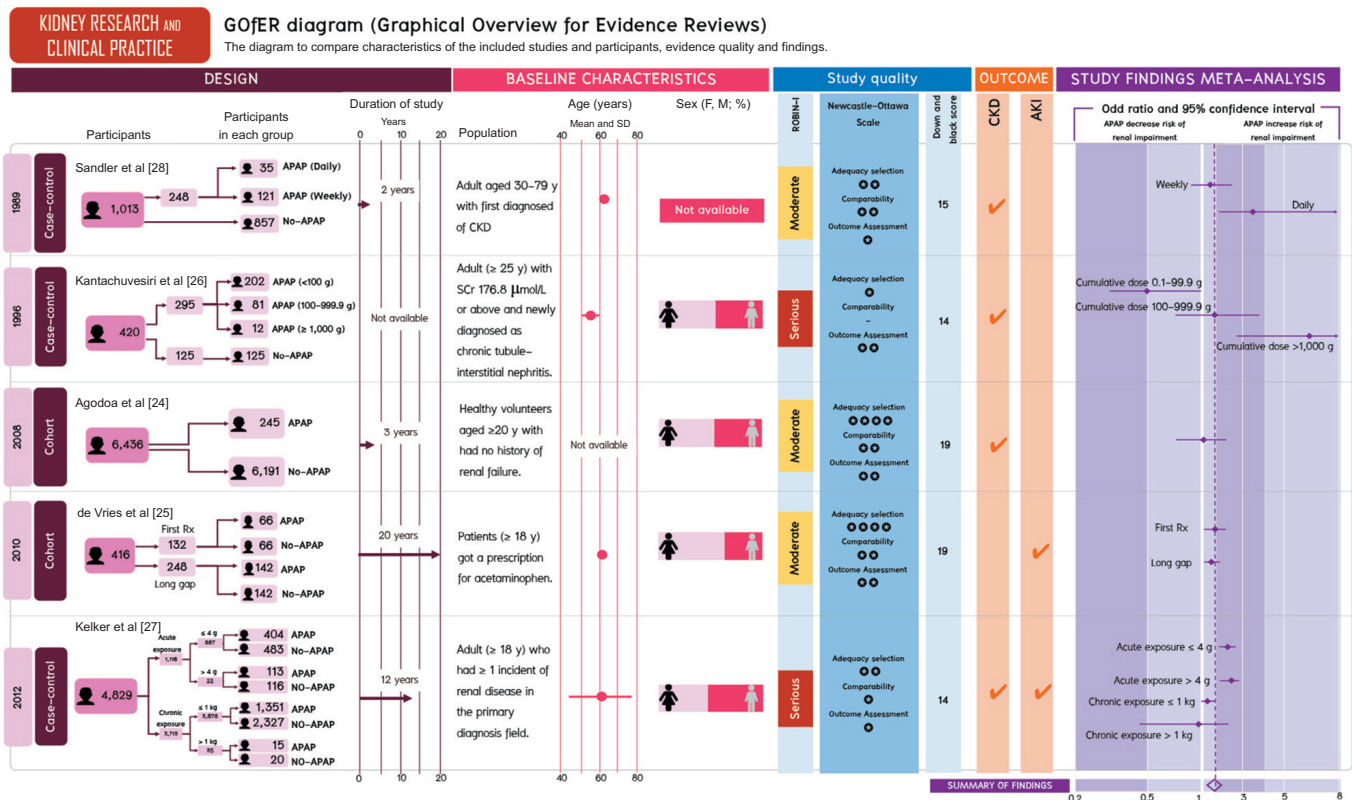 KIDNEY RESEARCH AND
CLINICAL PRACTICE
GOfER diagram (Graphical Overview for Evidence Reviews)
The diagram to compare characteristics of the included studies and participants, evidence quality and findings.
DESIGN
BASELINE CHARACTERISTICS
Study quality
OUTCOME
STUDY FINDINGS META-ANALYSIS
Participants
Participants
in each group
Duration of study
Years
0 10 20
Population
Age (years)
Mean and SD
40 60 80
Sex (F, M; %)
ROBIN-I
Newcastle-Ottawa
Scale
Down and
black score
CKD
AKI
Odd ratio and 95% confidence interval
APAP decrease risk of
renal impairment
APAP increase risk of
renal impairment
1989
Case-control
Sandler et al [28]
1,013
248
35 APAP (Daily)
121 APAP (Weekly)
857 No-APAP
2 years
Adult aged 30-79 y
with first diagnosed
of CKD
Not available
Moderate
Adequacy selection
Comparability
Outcome Assessment
15
Weekly
Daily
1996
Case-control
Kantachuvesiri et al [26]
420
295
125
202 APAP (<100 g)
81 APAP (100-999.9 g)
12 APAP (≥ 1,000 g)
125 No-APAP
Not available
Adult (≥ 25 y) with
SCr 176.8 μmol/L
or above and newly
diagnosed as
chronic tubule-
interstitial nephritis.
Serious
Adequacy selection
Comparability
-
Outcome Assessment
14
Cumulative dose 0.1-99.9 g
Cumulative dose 100-999.9 g
Cumulative dose >1,000 g
2008
Cohort
Agodoa et al [24]
6,436
245 APAP
6,191 No-APAP
3 years
Healthy volunteers
aged ≥20 y with
had no history of
renal failure.
Not available
Moderate
Adequacy selection
Comparability
Outcome Assessment
19
2010
Cohort
de Vries et al [25]
416
First Rx
132
248
Long gap
66 APAP
66 No-APAP
142 APAP
142 No-APAP
20 years
Patients (≥ 18 y)
got a prescription
for acetaminophen.
Moderate
Adequacy selection
Comparability
Outcome Assessment
19
First Rx
Long gap
2012
Case-control
Kelker et al [27]
4,829
Acute
exposure
1,116
Chronic
exposure
3,713
≤ 4 g
887
> 4 g
≤ 1 kg
3,678
> 1 kg
35
404 APAP
483 No-APAP
113 APAP
116 NO-APAP
1,351 APAP
2,327 NO-APAP
15 APAP
20 NO-APAP
12 years
Adult (≥ 18 y) who
had ≥ 1 incident of
renal disease in
the primary
diagnosis field.
Serious
Adequacy selection
Comparability
Outcome Assessment
14
Acute exposure ≤ 4 g
Acute exposure > 4 g
Chronic exposure ≤ 1 kg
Chronic exposure > 1 kg
0 10 20
40 60 80
SUMMARY OF FINDINGS
0.2 0.5 1 3 5 8